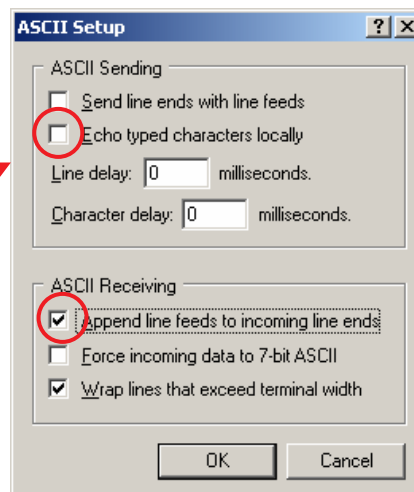 ASCII Setup
ASCII Sending
Send line ends with line feeds
Echo typed characters locally
Line delay: 0 milliseconds.
Character delay: 0 milliseconds.
ASCII Receiving
Append line feeds to incoming line ends
Force incoming data to 7-bit ASCII
Wrap lines that exceed terminal width
OK Cancel